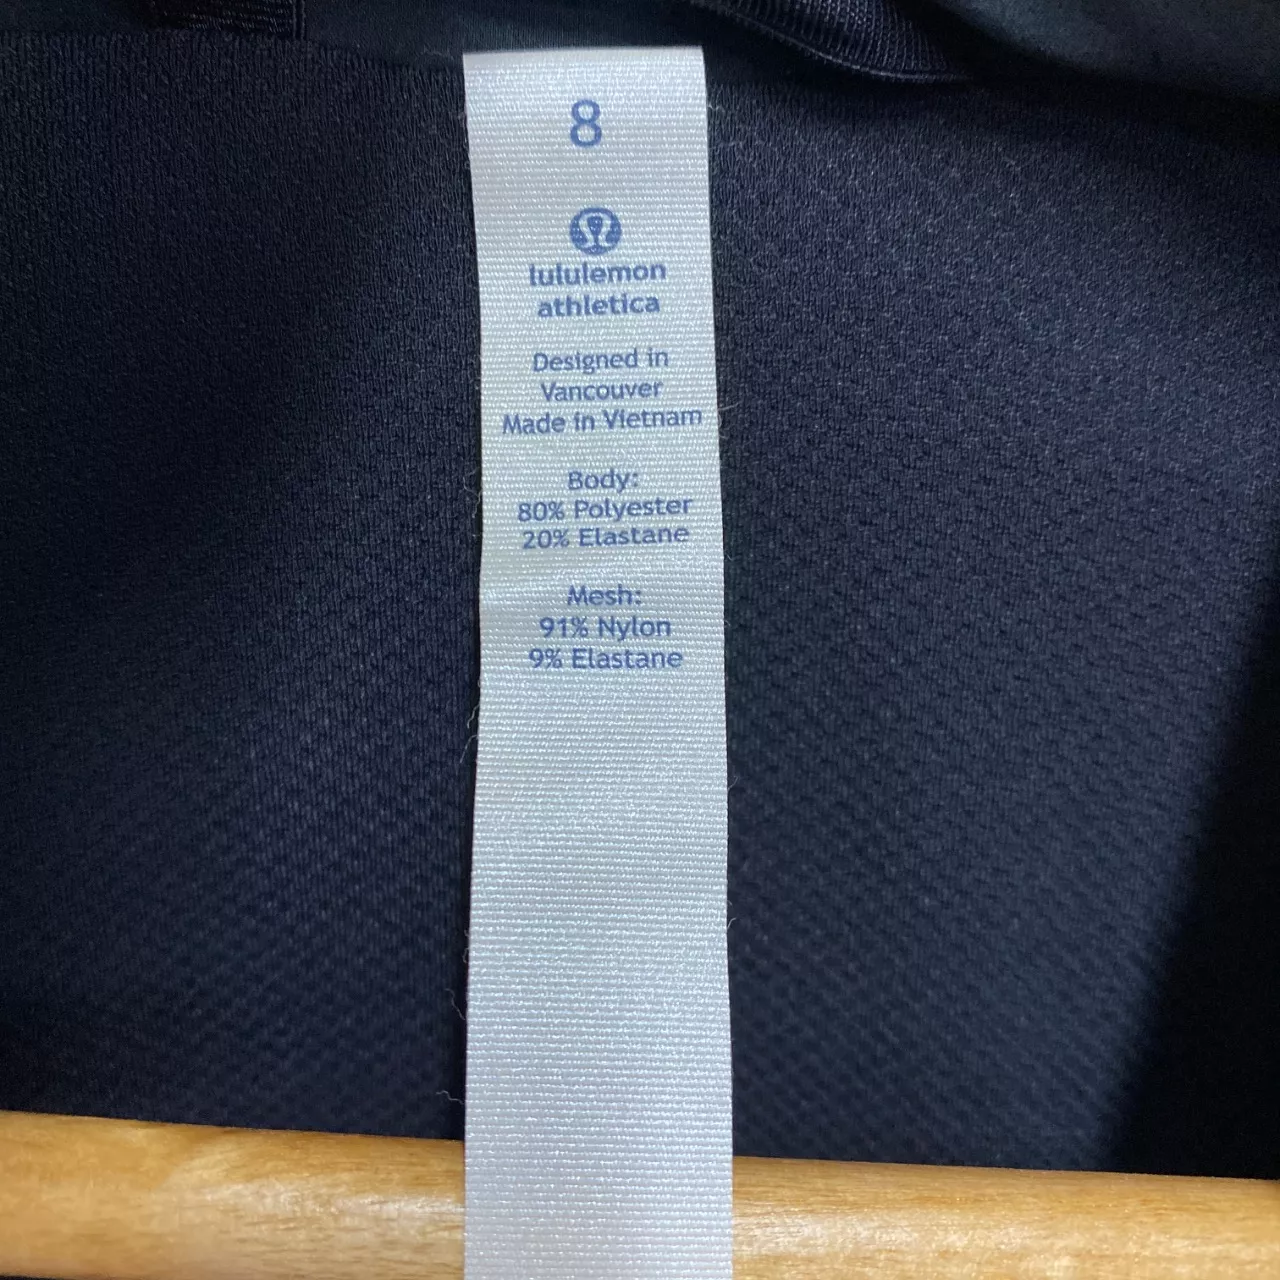 8
lululemon
athletica
Designed in
Vancouver
Made in Vietnam
Body:
80% Polyester
20% Elastane
Mesh:
91% Nylon
9% Elastane